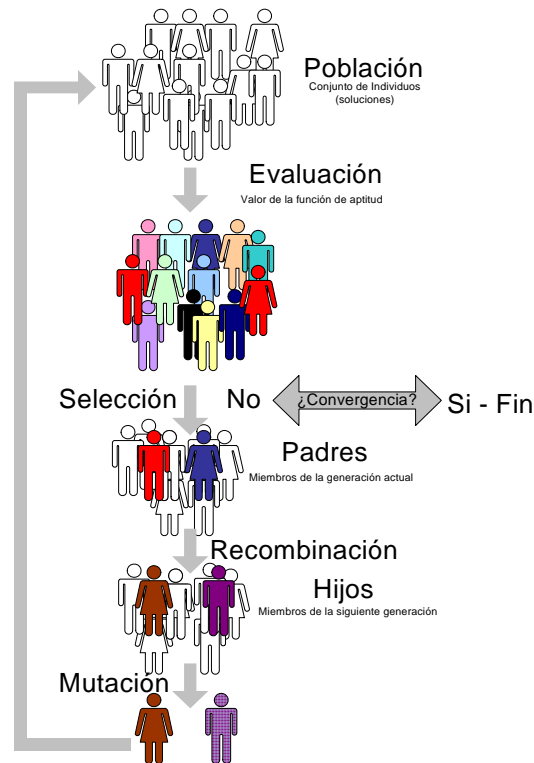 Población
Conjunto de Individuos
(soluciones)
Evaluación
Valor de la función de aptitud
Selección
No
¿Convergencia?
Si - Fin
Padres
Miembros de la generación actual
Recombinación
Hijos
Miembros de la siguiente generación
Mutación